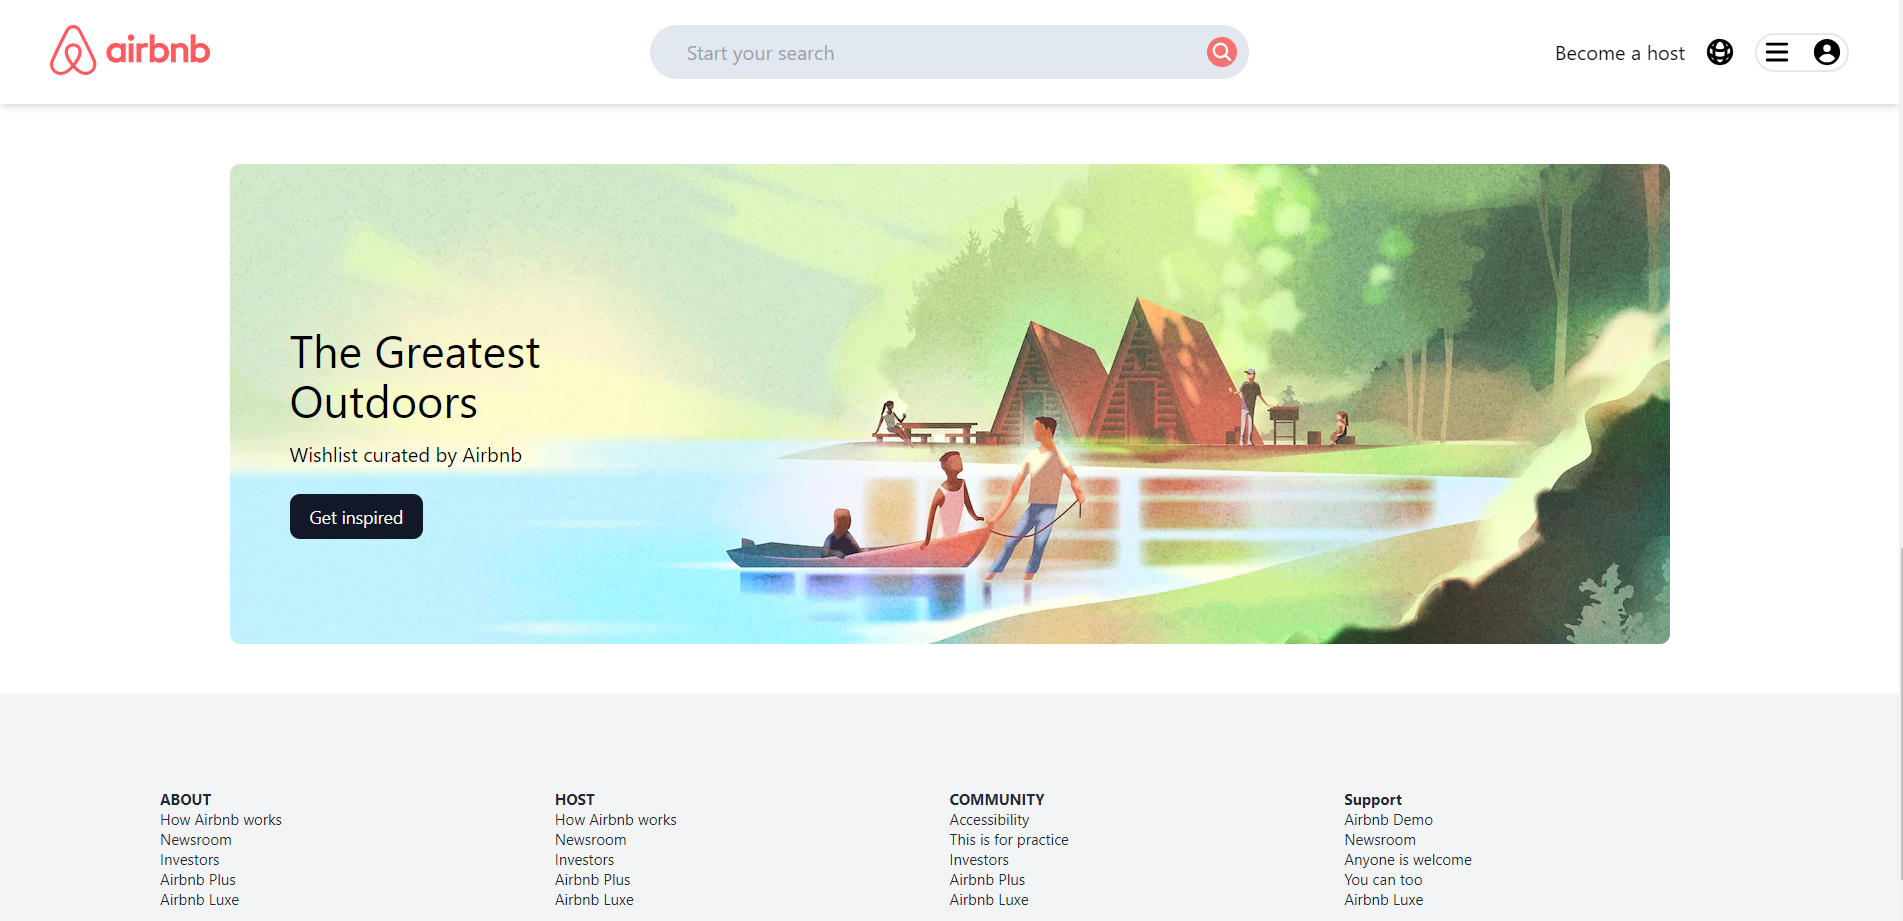 airbnb
Start your search
Become a host
The Greatest
Outdoors
Wishlist curated by Airbnb
Get inspired
ABOUT
How Airbnb works
Newsroom
Investors
Airbnb Plus
Airbnb Luxe
HOST
How Airbnb works
Newsroom
Investors
Airbnb Plus
Airbnb Luxe
COMMUNITY
Accessibility
This is for practice
Investors
Airbnb Plus
Airbnb Luxe
Support
Airbnb Demo
Newsroom
Anyone is welcome
You can too
Airbnb Luxe